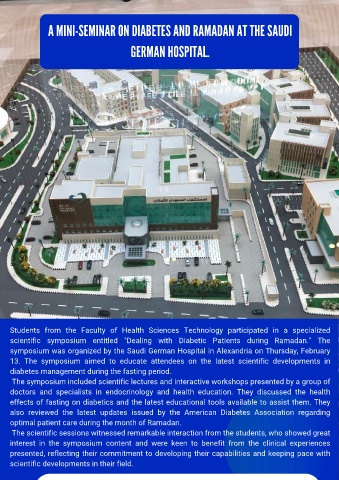 A MINI-SEMINAR ON DIABETES AND RAMADAN AT THE SAUDI
GERMAN HOSPITAL.
المستشفى السعودي الألماني
Students from the Faculty of Health Sciences Technology participated in a specialized
scientific symposium entitled "Dealing with Diabetic Patients during Ramadan." The
symposium was organized by the Saudi German Hospital in Alexandria on Thursday, February
13. The symposium aimed to educate attendees on the latest scientific developments in
diabetes management during the fasting period.
The symposium included scientific lectures and interactive workshops presented by a group of
doctors and specialists in endocrinology and health education. They discussed the health
effects of fasting on diabetics and the latest educational tools available to assist them. They
also reviewed the latest updates issued by the American Diabetes Association regarding
optimal patient care during the month of Ramadan.
The scientific sessions witnessed remarkable interaction from the students, who showed great
interest in the symposium content and were keen to benefit from the clinical experiences
presented, reflecting their commitment to developing their capabilities and keeping pace with
scientific developments in their field.